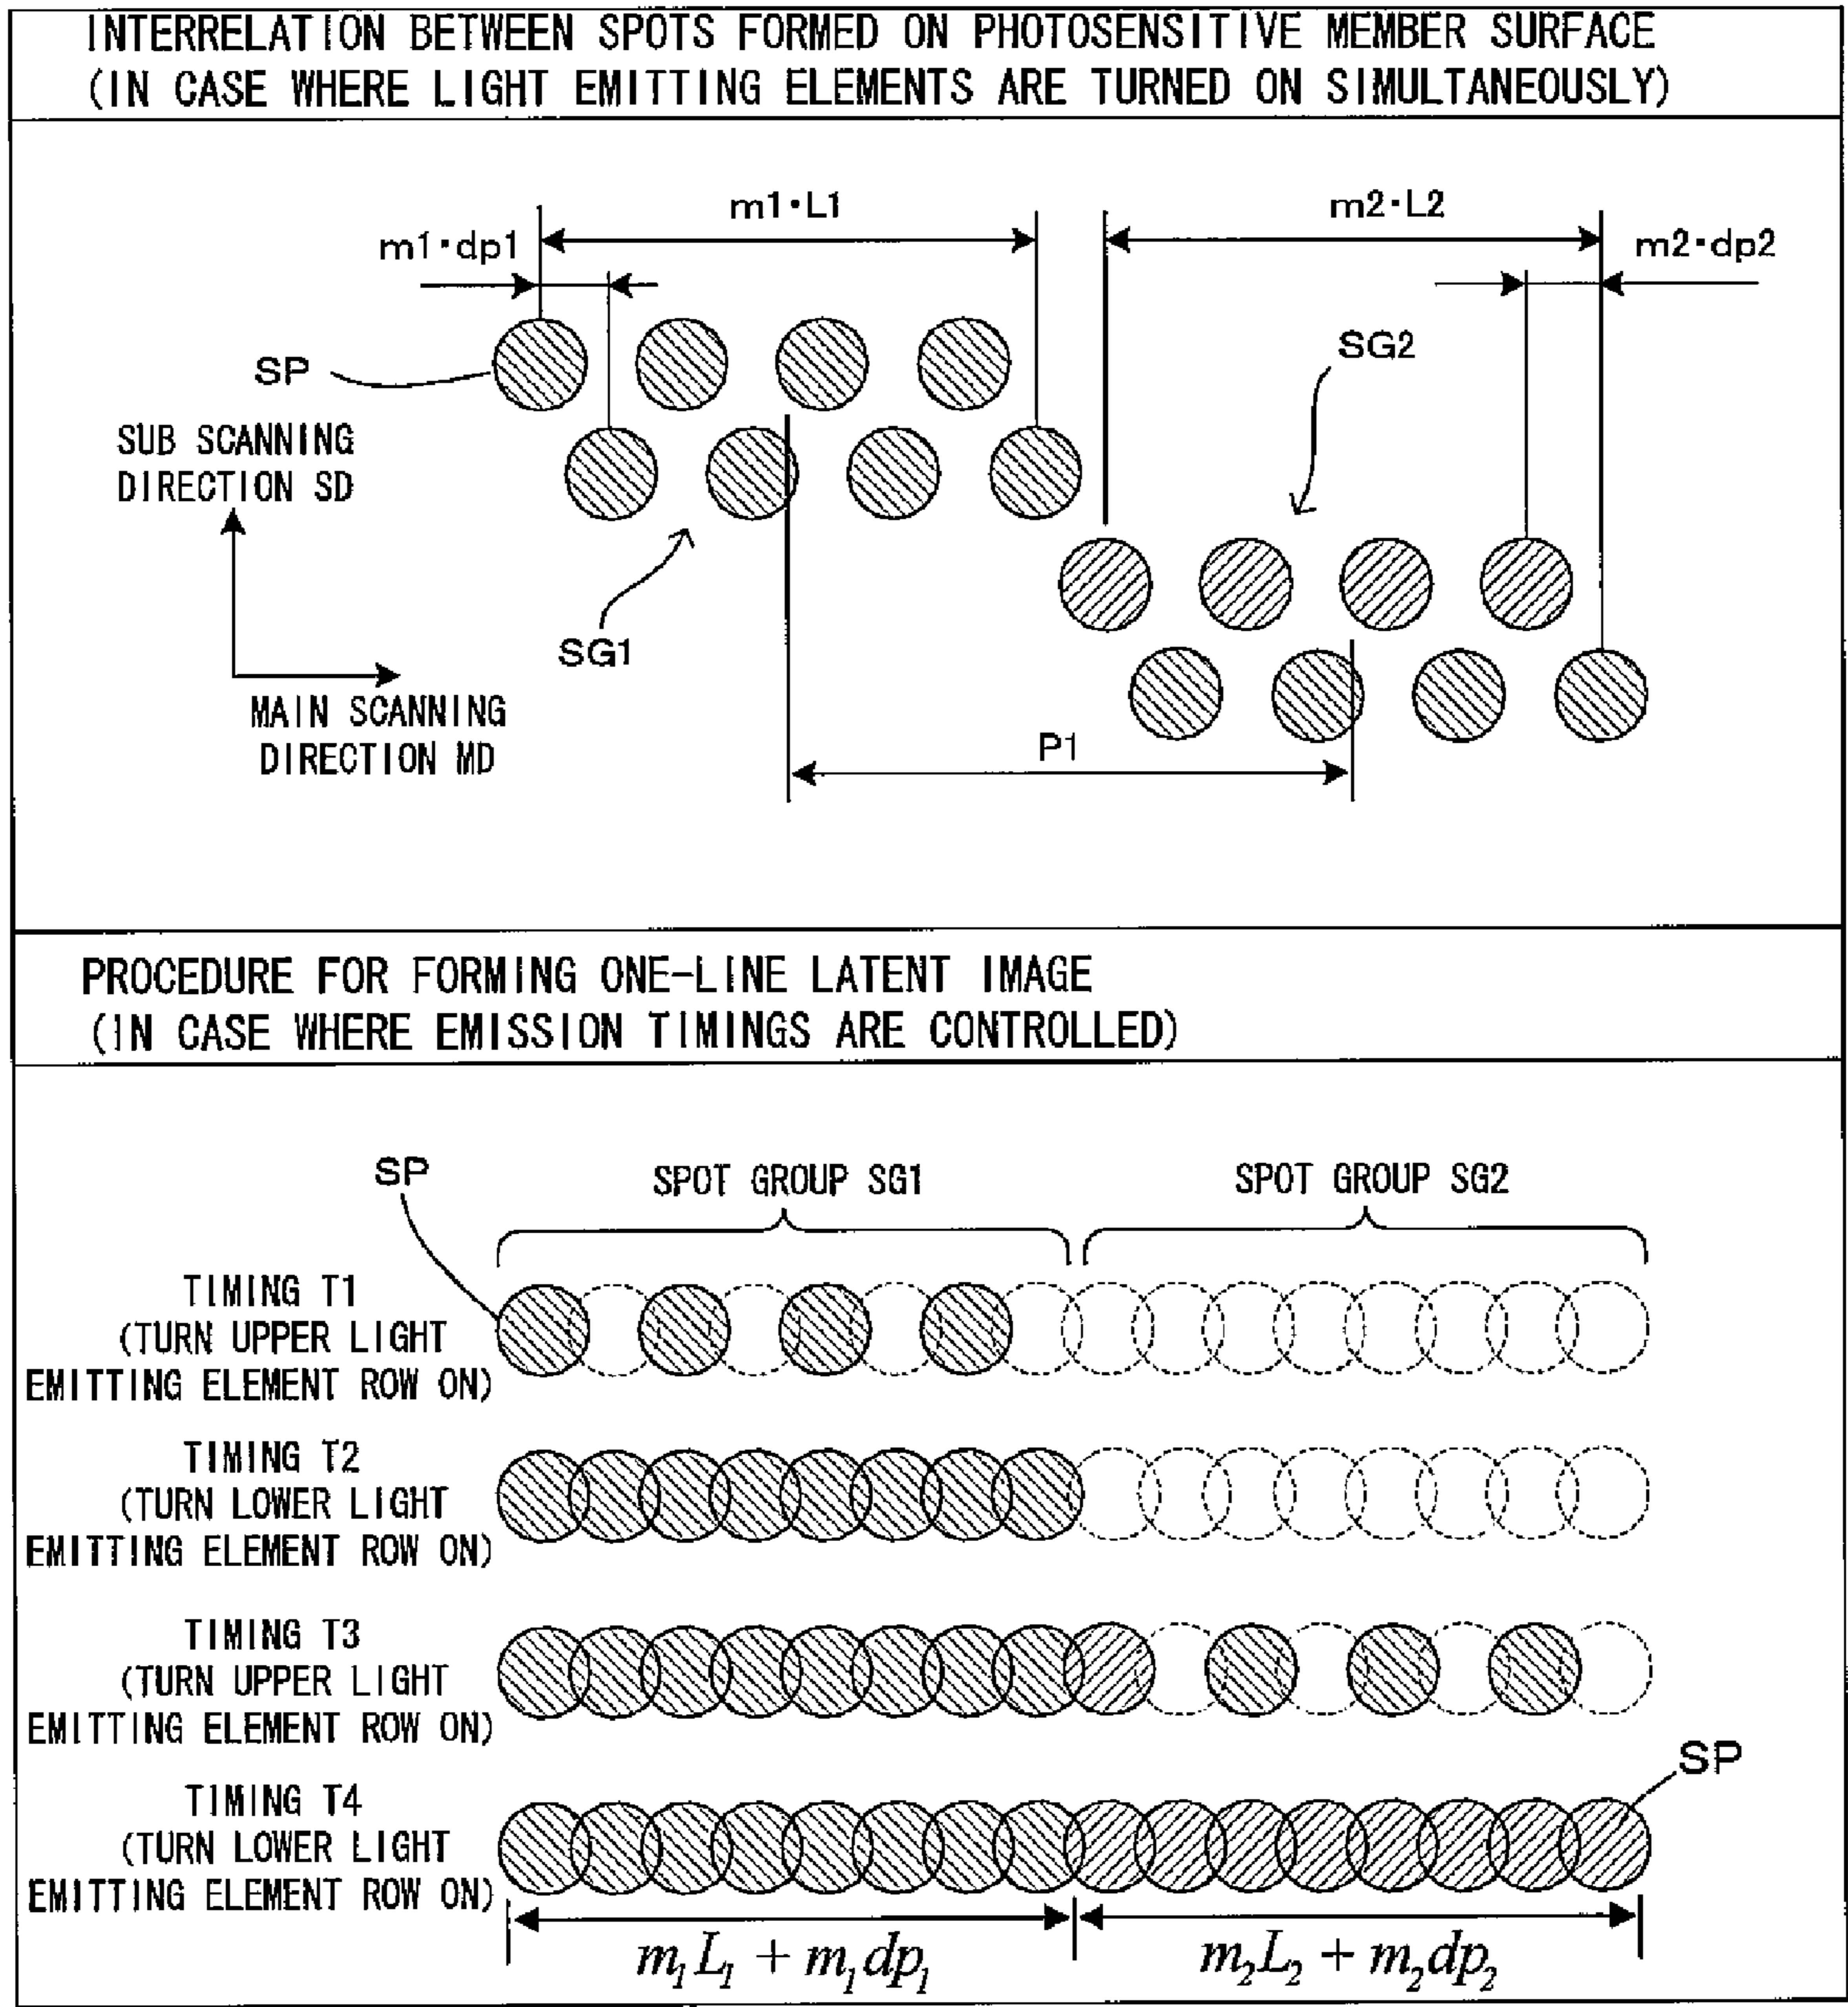 INTERRELATION BETWEEN SPOTS FORMED ON PHOTOSENSITIVE MEMBER SURFACE
(IN CASE WHERE LIGHT EMITTING ELEMENTS ARE TURNED ON SIMULTANEOUSLY)
m1・L1
m2・L2
m1・dp1
m2・dp2
SP
SG2
SUB SCANNING
DIRECTION SD
SG1
MAIN SCANNING
DIRECTION MD
P1
PROCEDURE FOR FORMING ONE-LINE LATENT IMAGE
(IN CASE WHERE EMISSION TIMINGS ARE CONTROLLED)
SP
SPOT GROUP SG1
SPOT GROUP SG2
TIMING T1
(TURN UPPER LIGHT
EMITTING ELEMENT ROW ON)
TIMING T2
(TURN LOWER LIGHT
EMITTING ELEMENT ROW ON)
TIMING T3
(TURN UPPER LIGHT
EMITTING ELEMENT ROW ON)
SP
TIMING T4
(TURN LOWER LIGHT
EMITTING ELEMENT ROW ON)
m₁L₁ + m₁dp₁
m₂L₂ + m₂dp₂